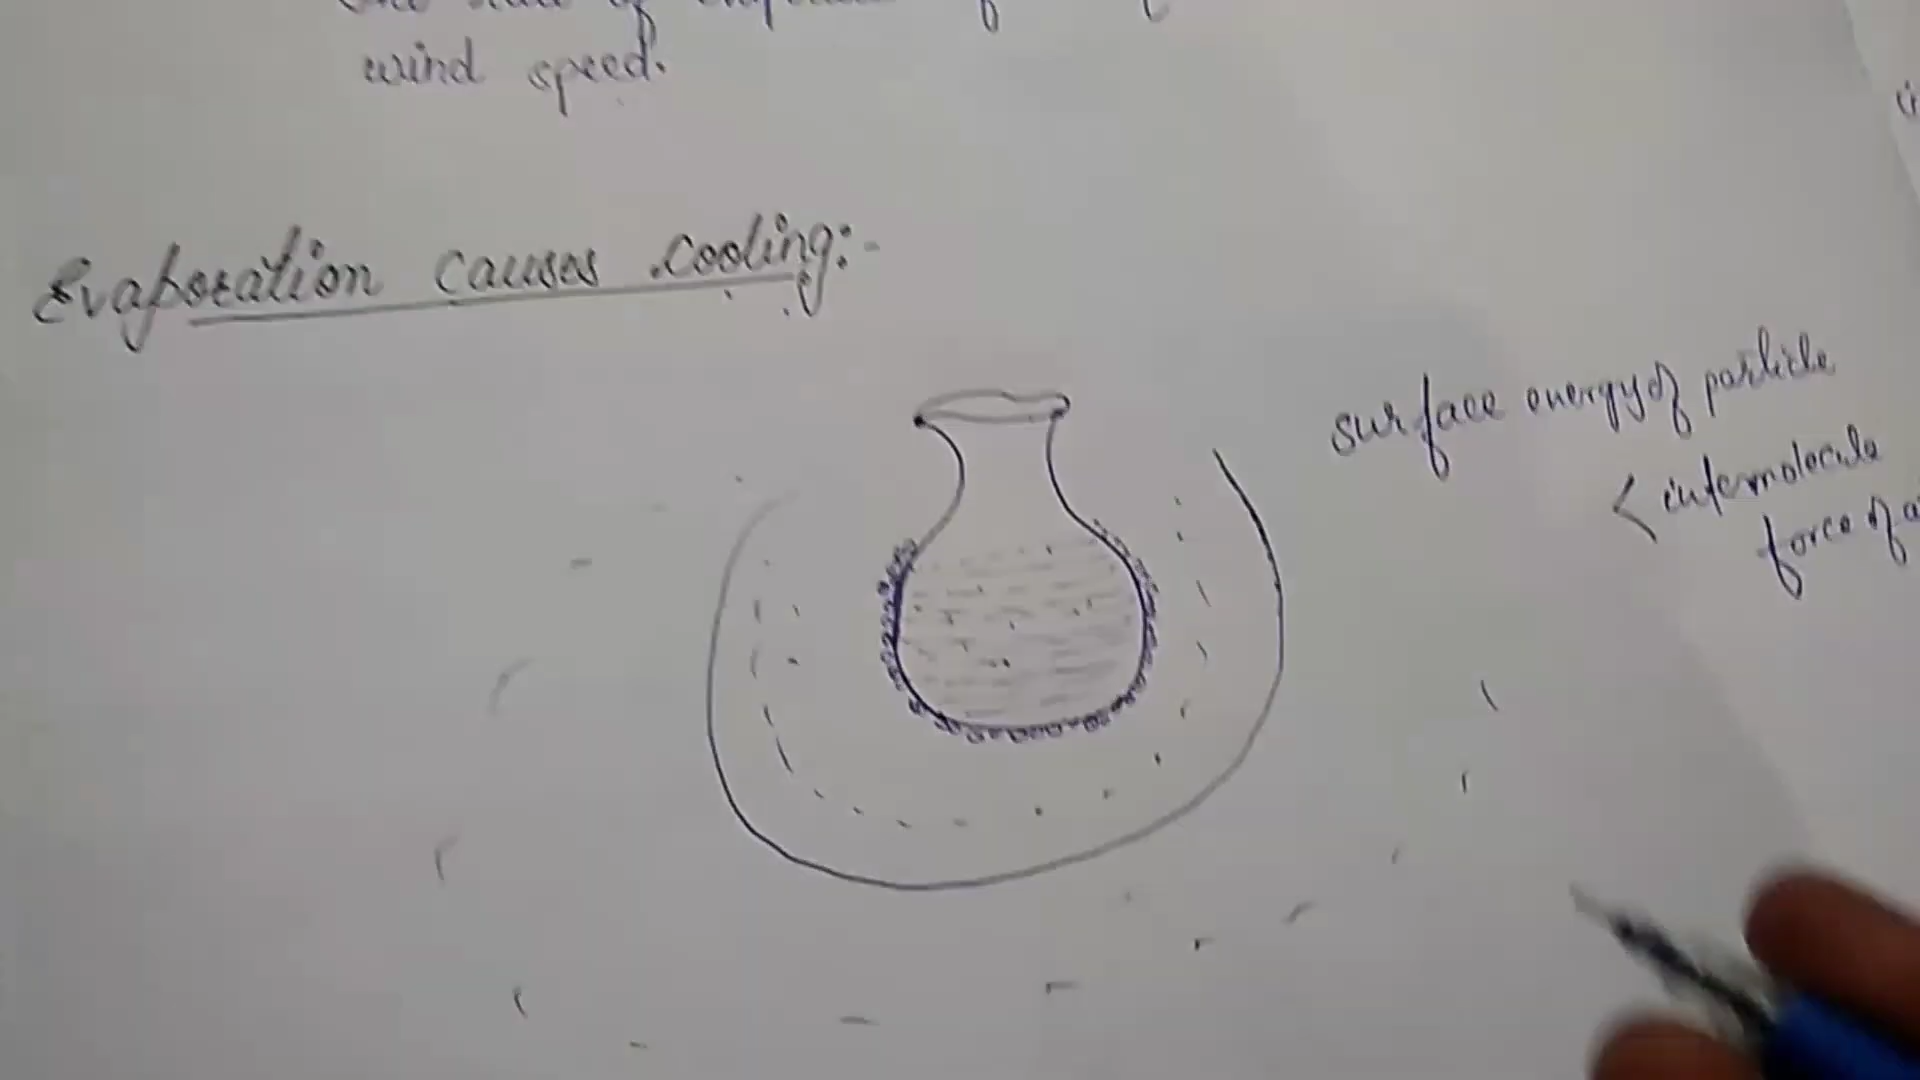 wind speed.
Evaporation causes cooling:-
surface energy of particle
< intermolecule
force of